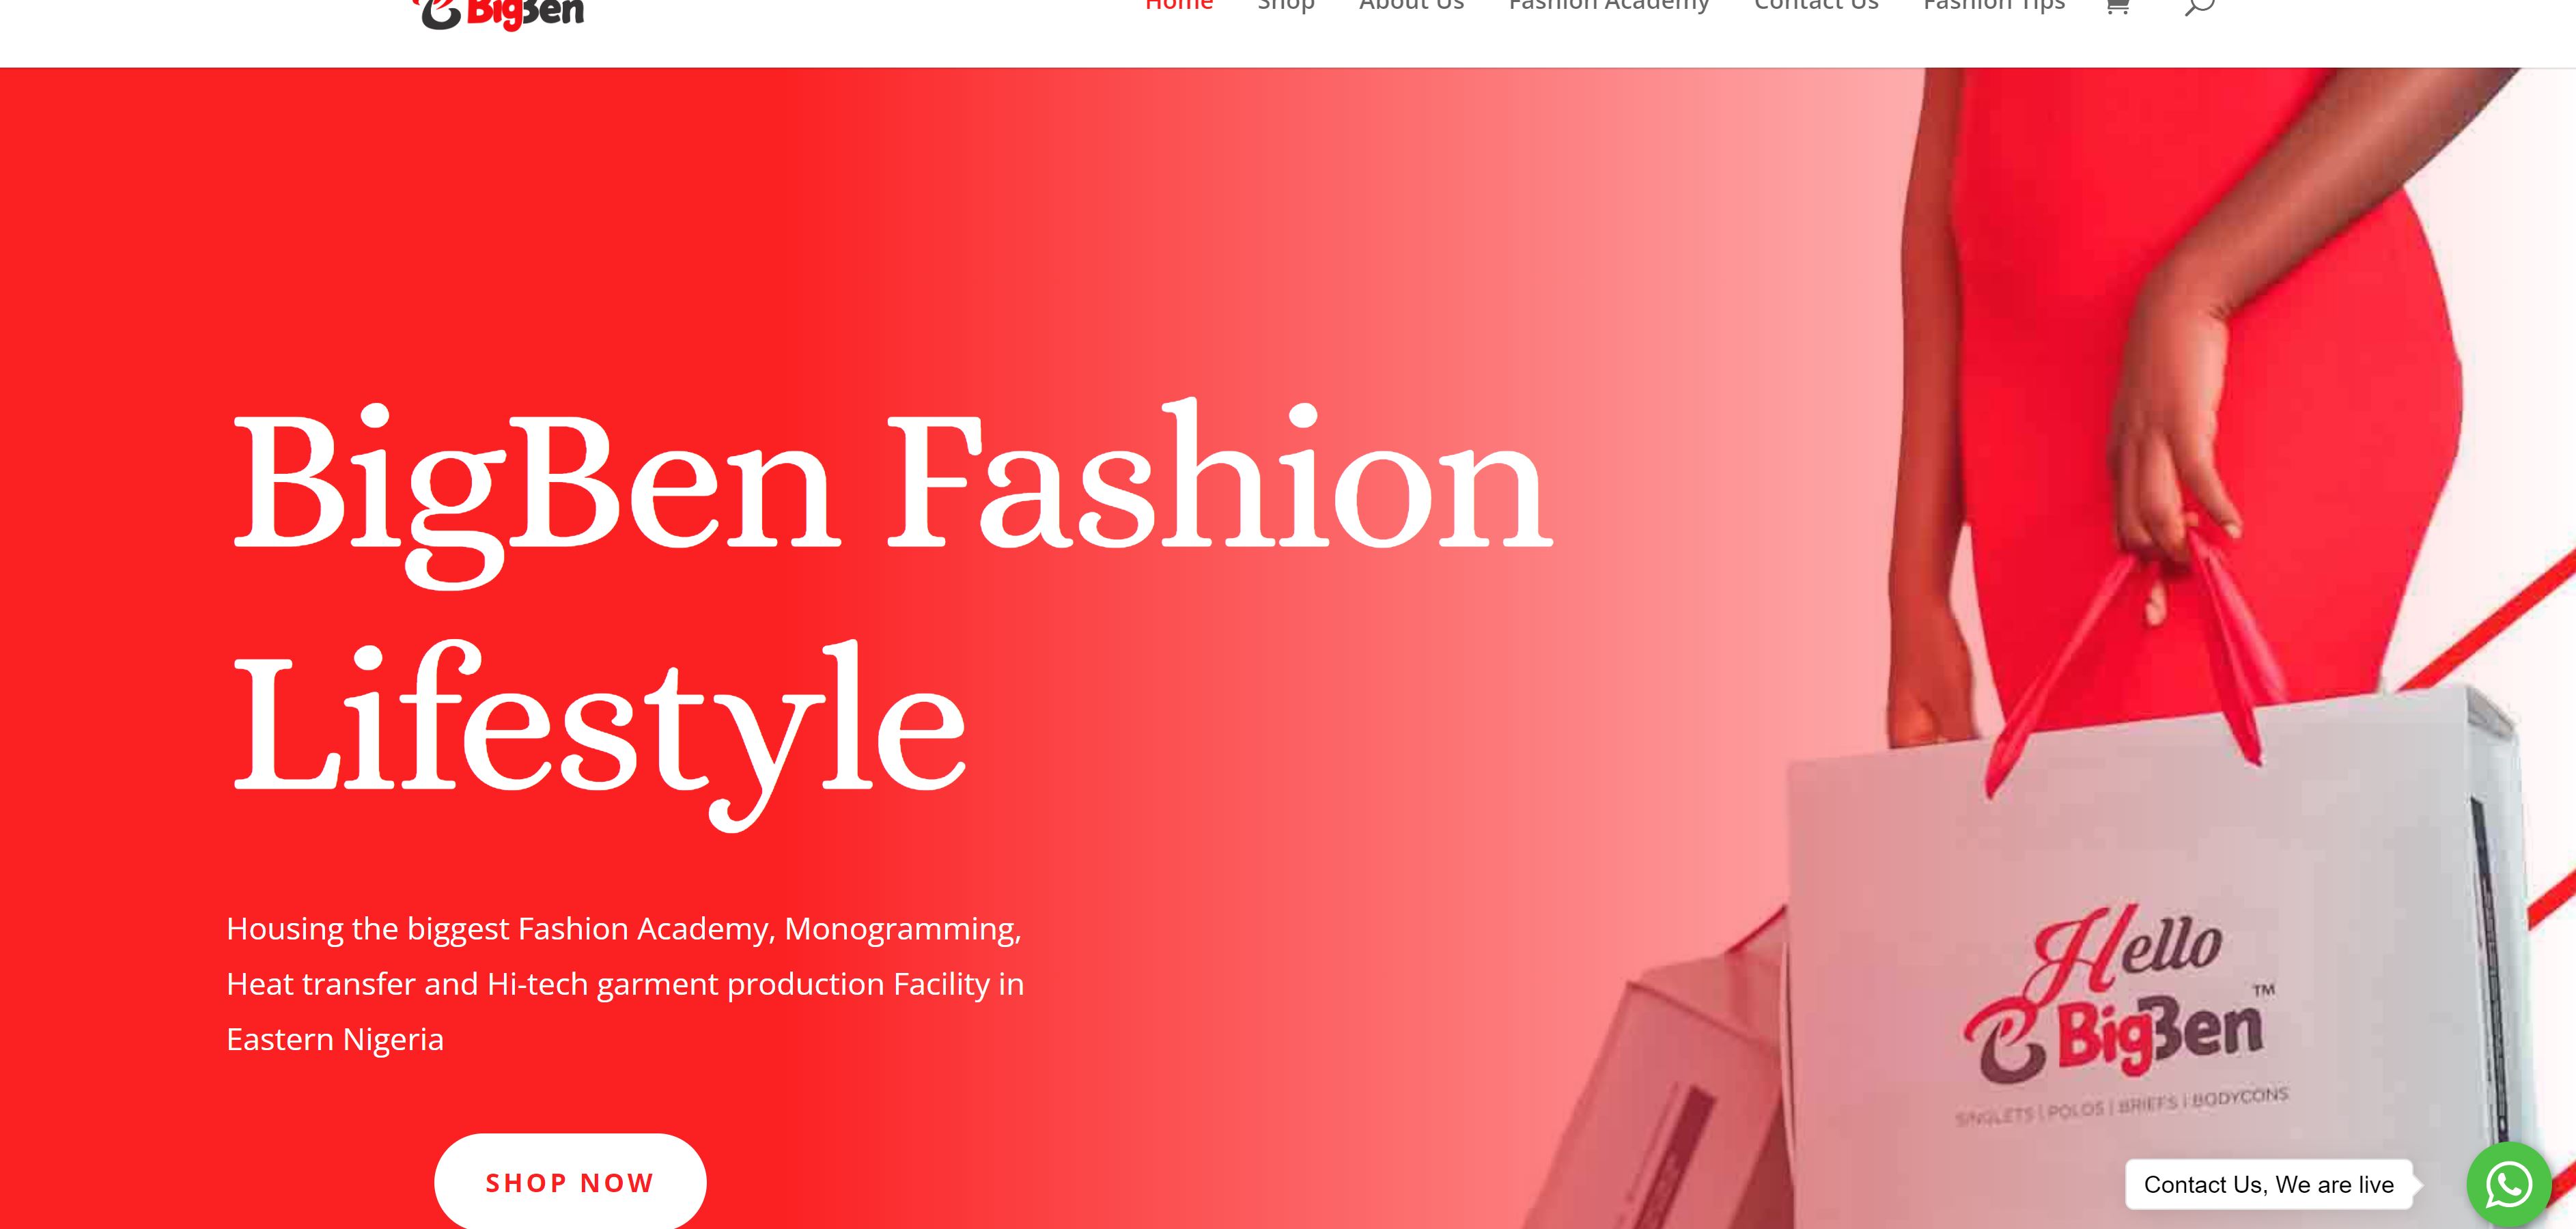 BigBen
Home Shop About Us Fashion Academy Contact Us Fashion Tips
BigBen Fashion
Lifestyle
Housing the biggest Fashion Academy, Monogramming,
Heat transfer and Hi-tech garment production Facility in
Eastern Nigeria
SHOP NOW
Hello
BigBen™
SINGLETS | POLOS | BRIEFS | BODYCONS
Contact Us, We are live